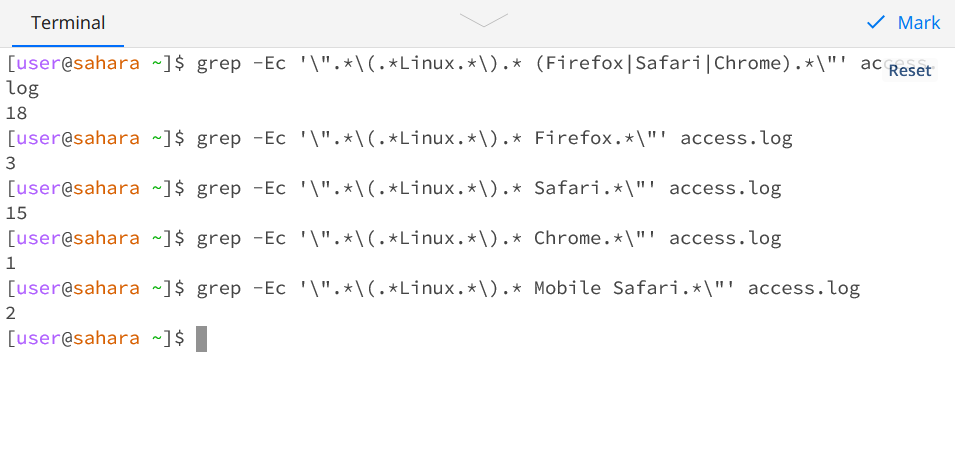 Terminal
Mark
[user@sahara ~]$ grep -Ec '\".*\(.*Linux.*\).* (Firefox|Safari|Chrome).*\"' access.
Reset
log
18
[user@sahara ~]$ grep -Ec '\".*\(.*Linux.*\).* Firefox.*\"' access.log
3
[user@sahara ~]$ grep -Ec '\".*\(.*Linux.*\).* Safari.*\"' access.log
15
[user@sahara ~]$ grep -Ec '\".*\(.*Linux.*\).* Chrome.*\"' access.log
1
[user@sahara ~]$ grep -Ec '\".*\(.*Linux.*\).* Mobile Safari.*\"' access.log
2
[user@sahara ~]$